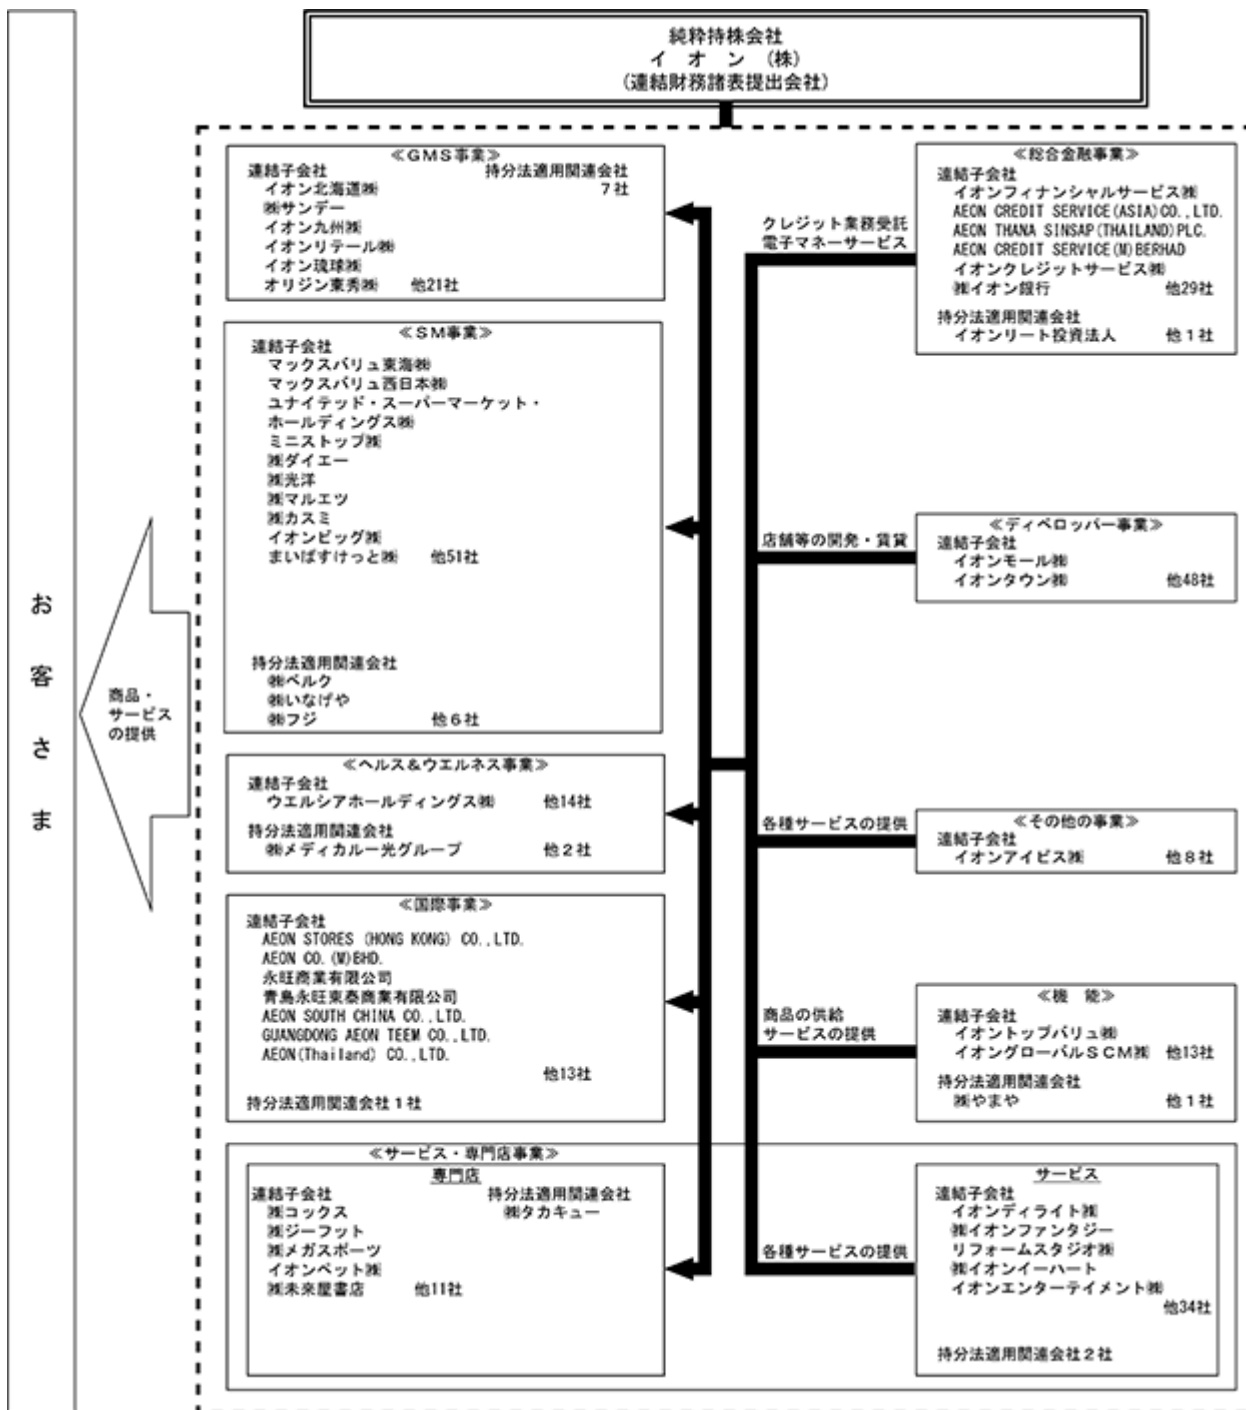 純粋持株会社
イオン(株)
(連結財務諸表提出会社)
お客さま
商品・
サービス
の提供
≪GMS事業≫
連結子会社 持分法適用関連会社
イオン北海道㈱ 7社
㈱サンデー
イオン九州㈱
イオンリテール㈱
イオン琉球㈱
オリジン東秀㈱ 他21社
≪SM事業≫
連結子会社
マックスバリュ東海㈱
マックスバリュ西日本㈱
ユナイテッド・スーパーマーケット・
ホールディングス㈱
ミニストップ㈱
㈱ダイエー
㈱光洋
㈱マルエツ
㈱カスミ
イオンビッグ㈱
まいばすけっと㈱ 他51社
持分法適用関連会社
㈱ベルク
㈱いなげや
㈱フジ 他6社
≪ヘルス&ウエルネス事業≫
連結子会社
ウエルシアホールディングス㈱ 他14社
持分法適用関連会社
㈱メディカル一光グループ 他2社
≪国際事業≫
連結子会社
AEON STORES (HONG KONG) CO.,LTD.
AEON CO.(M)BHD.
永旺商業有限公司
青島永旺東泰商業有限公司
AEON SOUTH CHINA CO.,LTD.
GUANGDONG AEON TEEM CO.,LTD.
AEON(Thailand) CO.,LTD.
他13社
持分法適用関連会社1社
≪サービス・専門店事業≫
専門店
連結子会社 持分法適用関連会社
㈱コックス ㈱タカキュー
㈱ジーフット
㈱メガスポーツ
イオンペット㈱
㈱未来屋書店 他11社
クレジット業務受託
電子マネーサービス
≪総合金融事業≫
連結子会社
イオンフィナンシャルサービス㈱
AEON CREDIT SERVICE(ASIA)CO.,LTD.
AEON THANA SINSAP(THAILAND)PLC.
AEON CREDIT SERVICE(M)BERHAD
イオンクレジットサービス㈱
㈱イオン銀行 他29社
持分法適用関連会社
イオンリート投資法人 他1社
店舗等の開発・賃貸
≪ディベロッパー事業≫
連結子会社
イオンモール㈱
イオンタウン㈱ 他48社
各種サービスの提供
≪その他の事業≫
連結子会社
イオンアイビス㈱ 他8社
商品の供給
サービスの提供
≪機 能≫
連結子会社
イオントップバリュ㈱
イオングローバルSCM㈱ 他13社
持分法適用関連会社
㈱やまや 他1社
各種サービスの提供
サービス
連結子会社
イオンディライト㈱
㈱イオンファンタジー
リフォームスタジオ㈱
㈱イオンイーハート
イオンエンターテイメント㈱
他34社
持分法適用関連会社2社